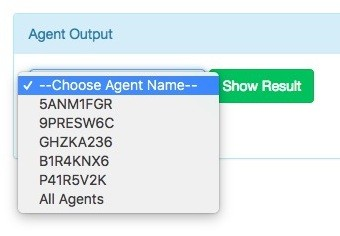 Agent Output
✓ --Choose Agent Name--
Show Result
5ANM1FGR
9PRESW6C
GHZKA236
B1R4KNX6
P41R5V2K
All Agents